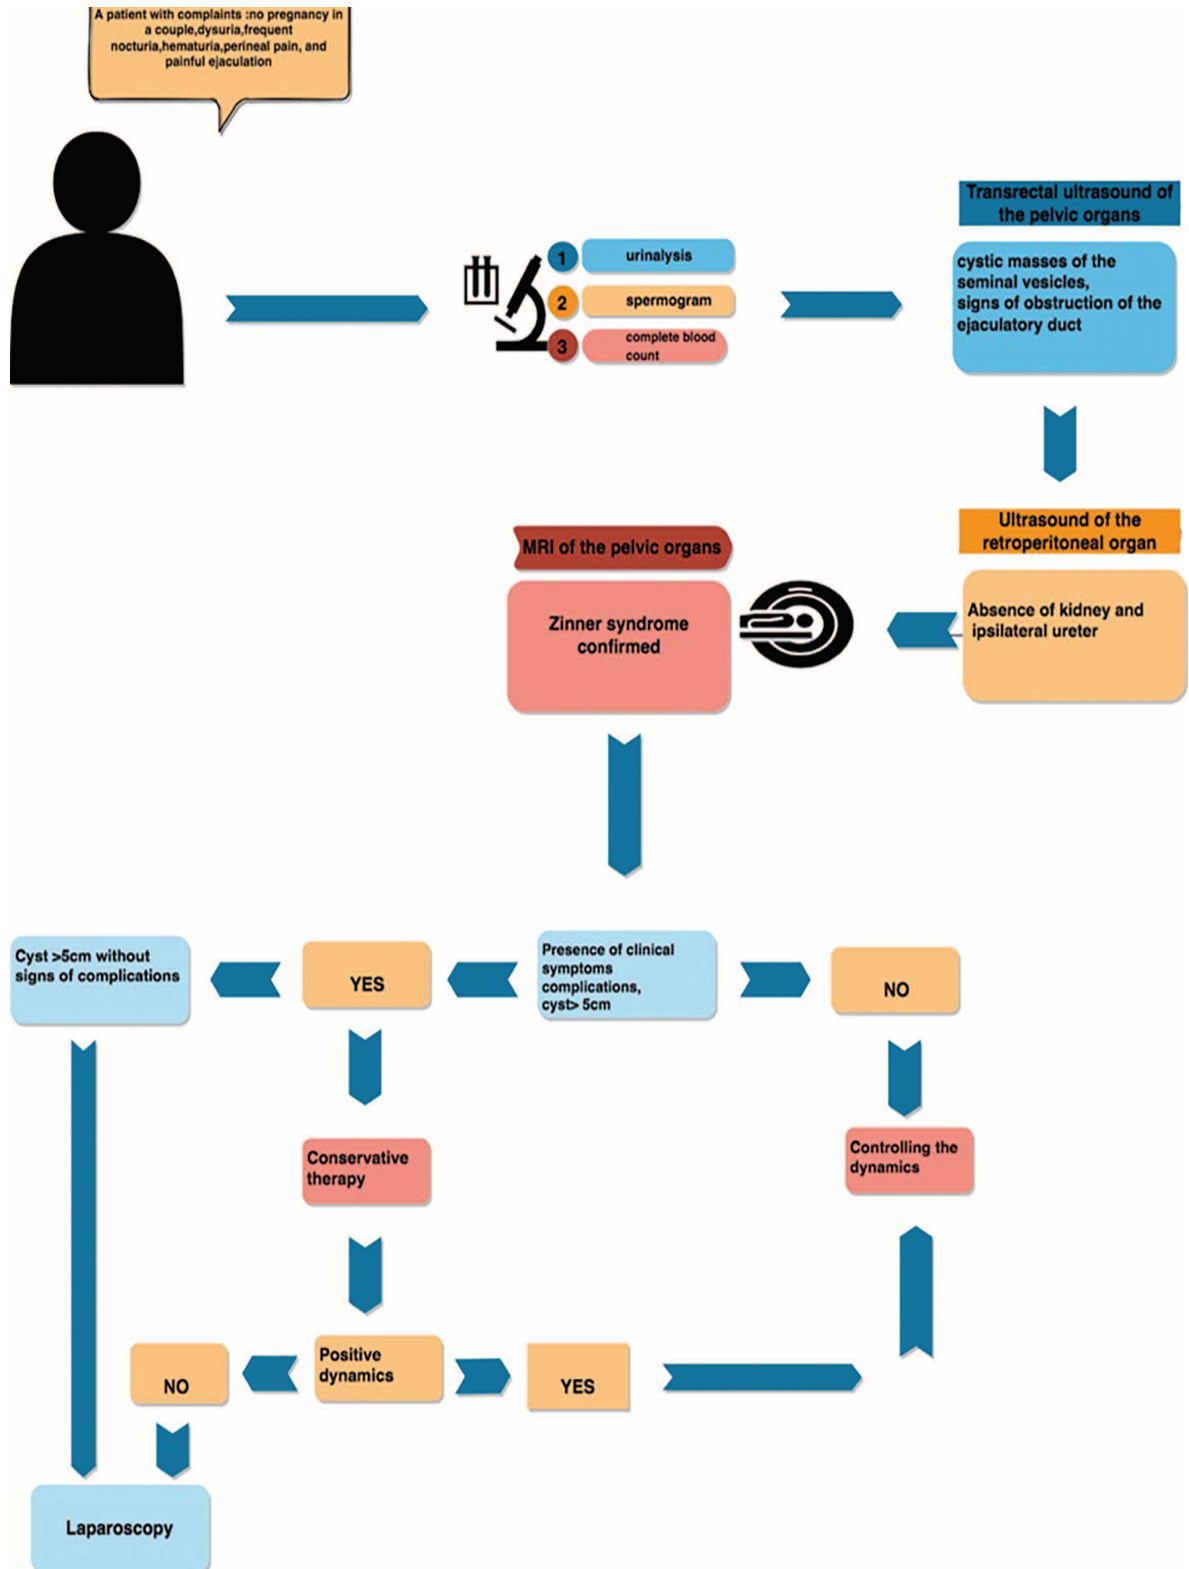 A patient with complaints :no pregnancy in
a couple,dysuria,frequent
nocturia,hematuria,perineal pain, and
painful ejaculation
1
urinalysis
2
spermogram
3
complete blood
count
Transrectal ultrasound of
the pelvic organs
cystic masses of the
seminal vesicles,
signs of obstruction of the
ejaculatory duct
Ultrasound of the
retroperitoneal organ
Absence of kidney and
ipsilateral ureter
MRI of the pelvic organs
Zinner syndrome
confirmed
Presence of clinical
symptoms
complications,
cyst> 5cm
YES
Cyst >5cm without
signs of complications
NO
Conservative
therapy
Controlling the
dynamics
Positive
dynamics
NO
YES
Laparoscopy